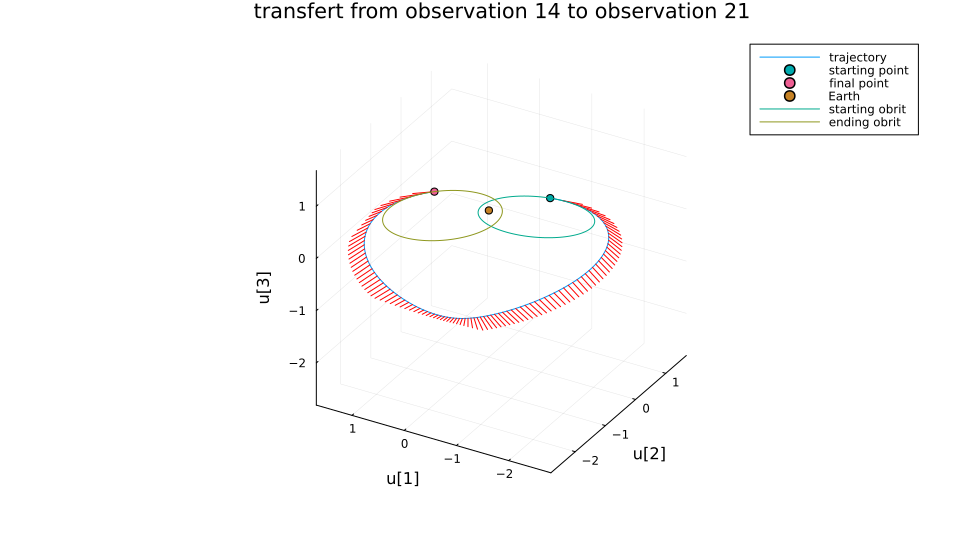 transfert from observation 14 to observation 21
trajectory
starting point
final point
Earth
starting obrit
ending obrit
1
0
−1
−2
u[3]
1
0
−1
−2
u[1]
1
0
−1
−2
u[2]